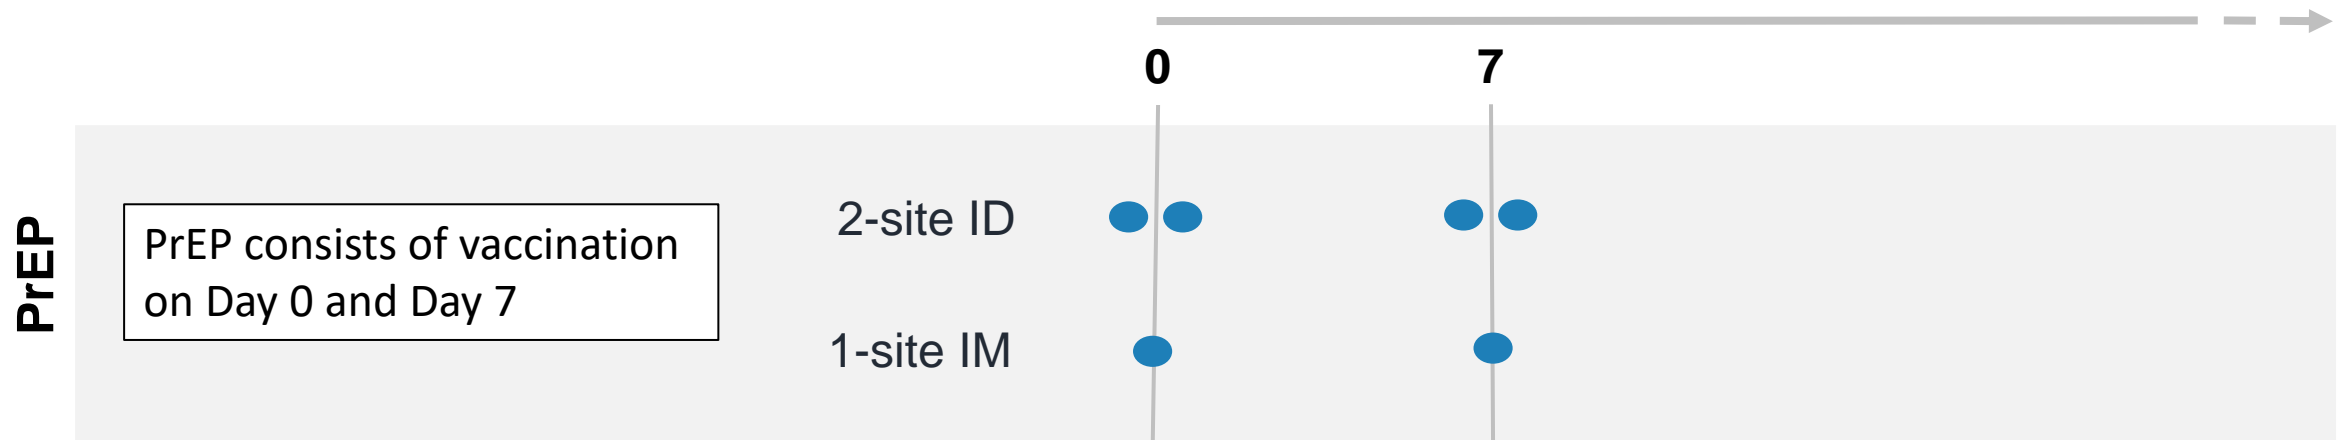 0 7
PrEP
PrEP consists of vaccination
on Day 0 and Day 7
2-site ID
1-site IM